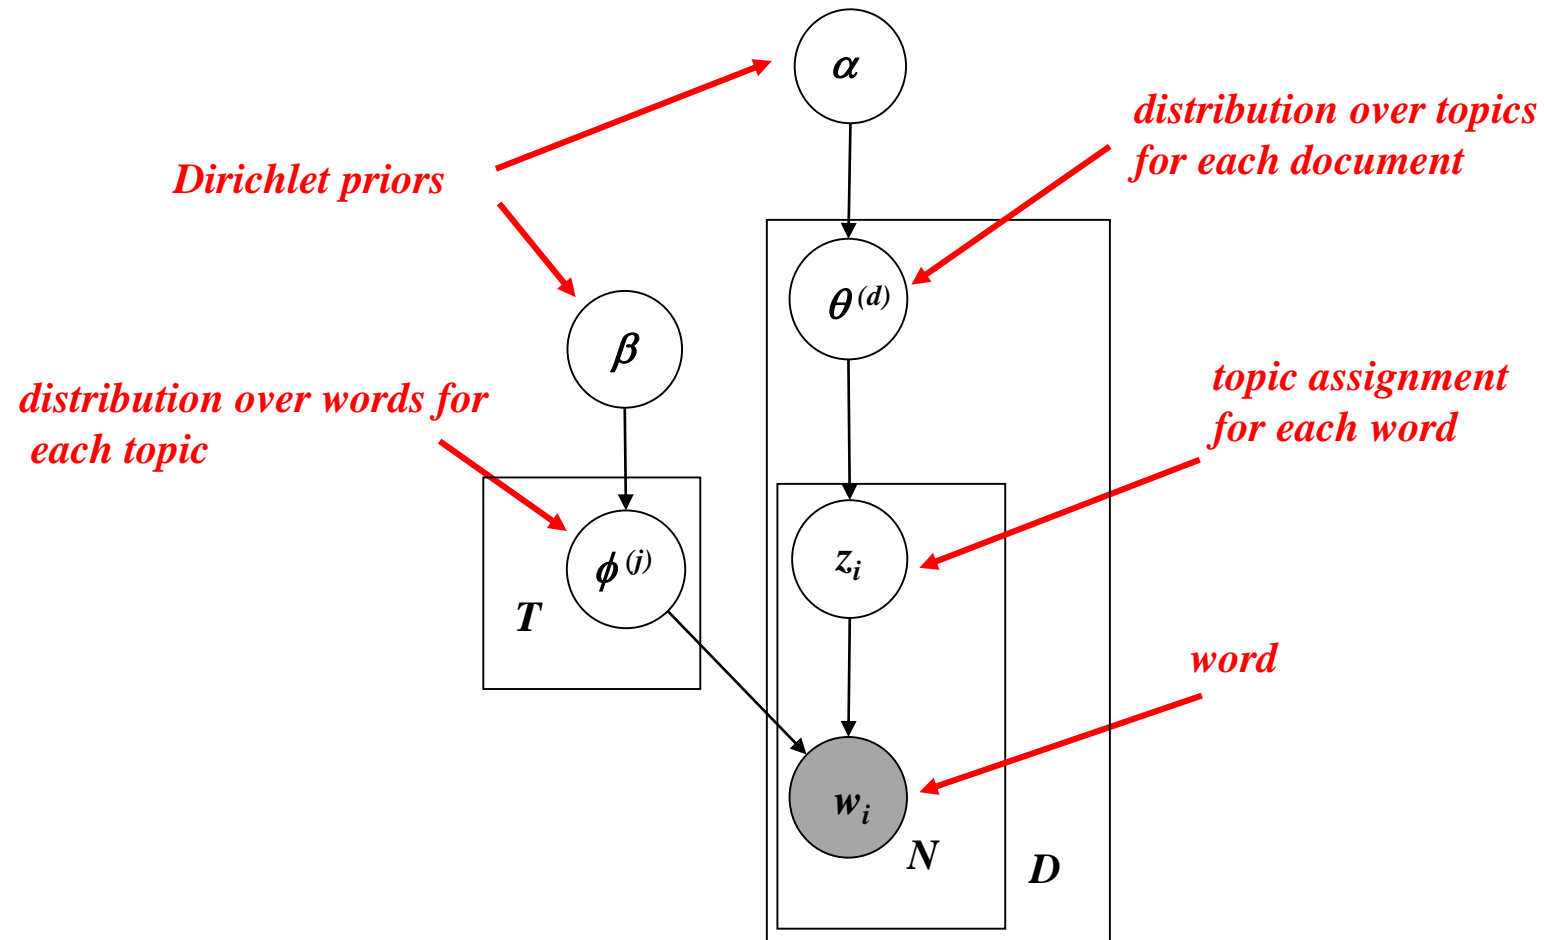 α
distribution over topics
for each document
Dirichlet priors
θ (d)
β
topic assignment
for each word
distribution over words for
each topic
ϕ (j)
zi
T
word
wi
N
D